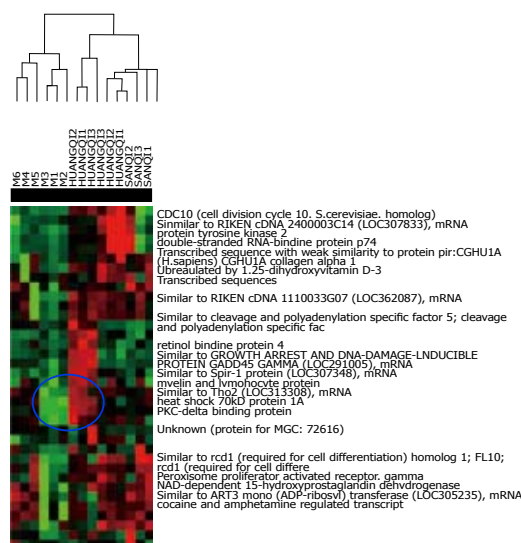 M6
M4
M5
M3
M1
M2
HUANGQI2
HUANGQI1
HUANGQI3
HUANGQI3
HUANGQI2
HUANGQI1
SANQI2
SANQI3
SANQI1
CDC10 (cell division cycle 10. S.cerevisiae. homolog)
Sinmilar to RIKEN cDNA 2400003C14 (LOC307833), mRNA
protein tyrosine kinase 2
double-stranded RNA-bindine protein p74
Transcribed sequence with weak similarity to protein pir:CGHU1A
(H.sapiens) CGHU1A collagen alpha 1
Ubreaulated by 1.25-dihydroxyvitamin D-3
Transcribed sequences
Similar to RIKEN cDNA 1110033G07 (LOC362087), mRNA
Similar to cleavage and polyadenylation specific factor 5; cleavage
and polyadenylation specific fac
retinol bindine protein 4
Similar to GROWTH ARREST AND DNA-DAMAGE-LNDUCIBLE
PROTEIN GADD45 GAMMA (LOC291005), mRNA
Similar to Spir-1 protein (LOC307348), mRNA
mvelin and lvmohocyte protein
Similar to Tho2 (LOC313308), mRNA
heat shock 70kD protein 1A
PKC-delta binding protein
Unknown (protein for MGC: 72616)
Similar to rcd1 (required for cell differentiation) homolog 1; FL10;
rcd1 (required for cell differe
Peroxisome proliferator activated receptor. gamma
NAD-dependent 15-hydroxyprostaglandin dehvdrogenase
Similar to ART3 mono (ADP-ribosvl) transferase (LOC305235), mRNA
cocaine and amphetamine regulated transcript